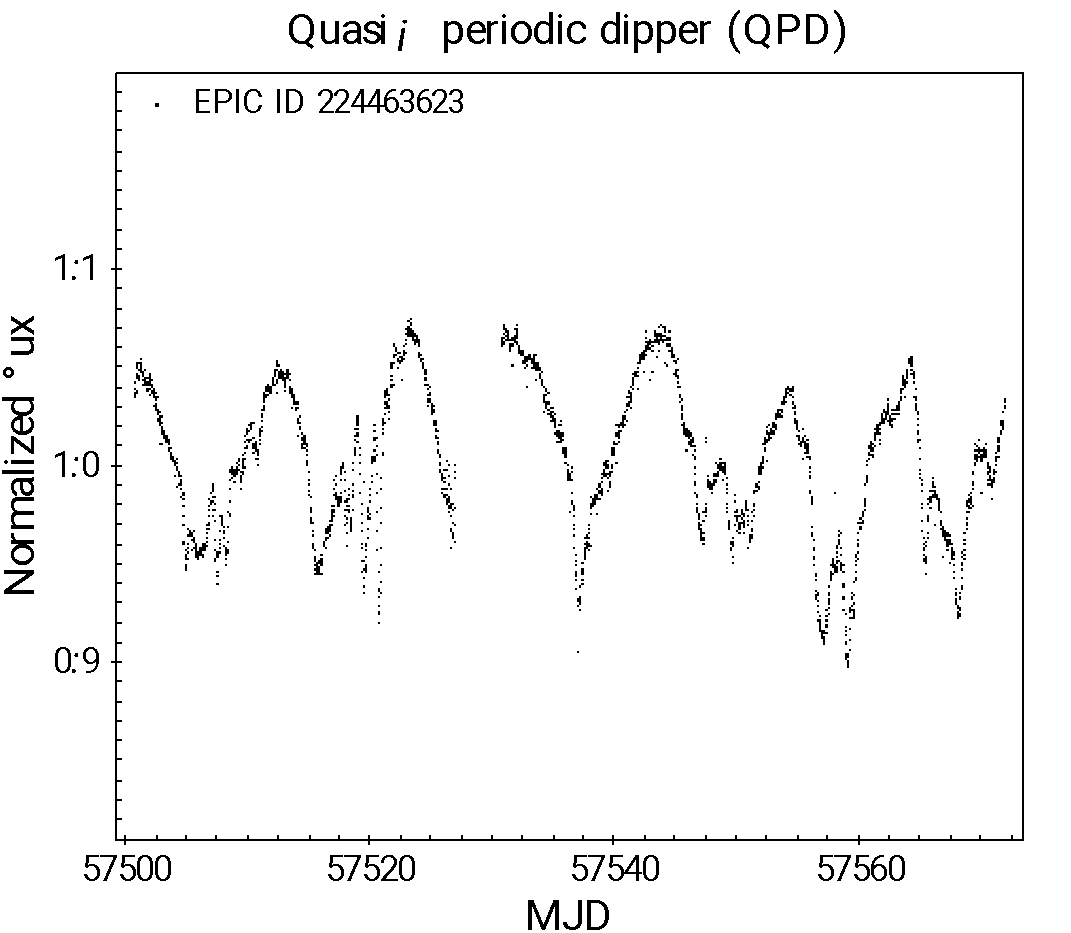 Quasi i periodic dipper (QPD)
EPIC ID 224463623
1:1
1:0
0:9
Normalized °ux
57500 57520 57540 57560
MJD